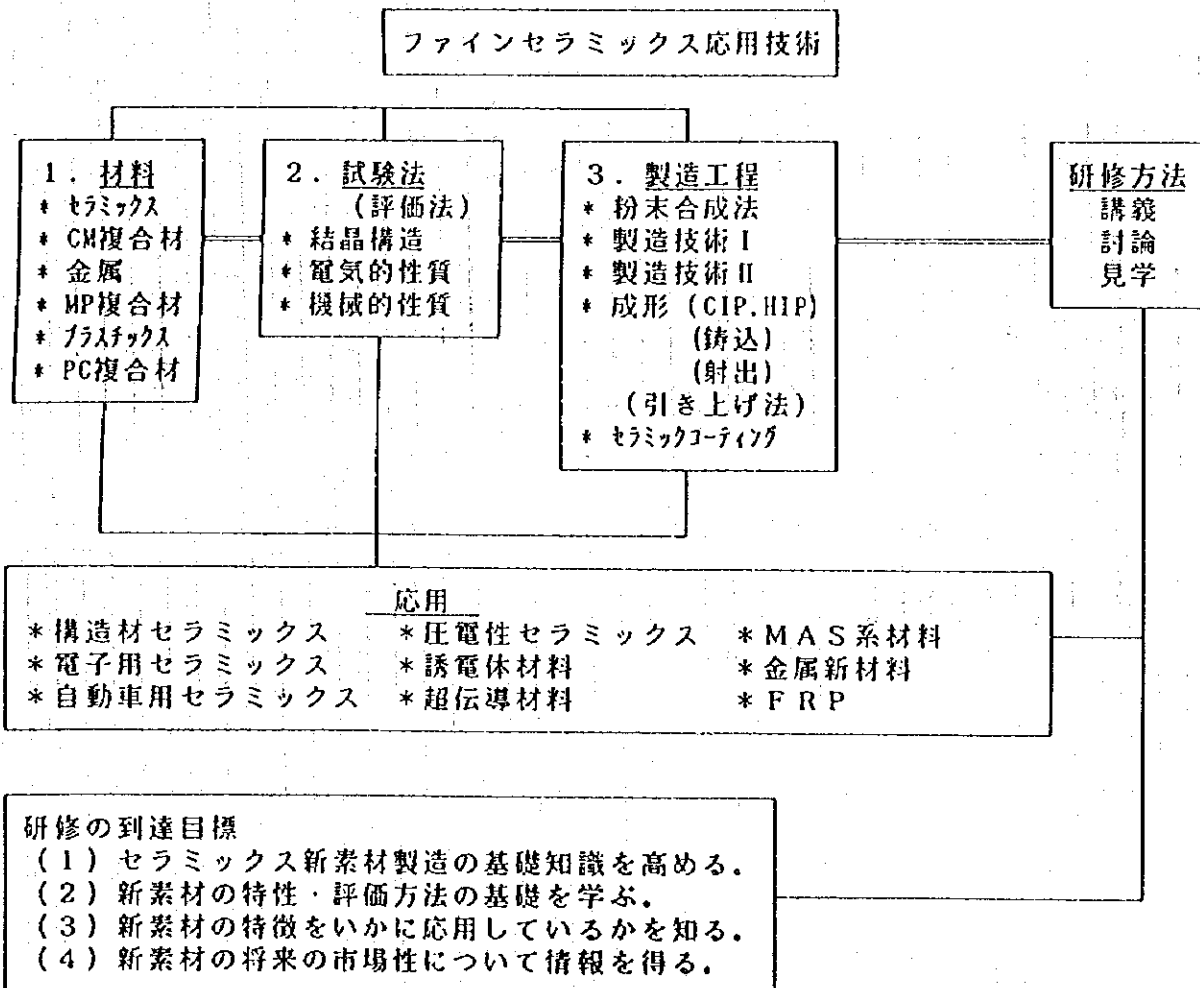 ファインセラミックス応用技術
1. 材料
* セラミックス
* CM複合材
* 金属
* MP複合材
* プラスチックス
* PC複合材
2. 試験法
(評価法)
* 結晶構造
* 電気的性質
* 機械的性質
3. 製造工程
* 粉末合成法
* 製造技術I
* 製造技術II
* 成形 (CIP.HIP)
(鋳込)
(射出)
(引き上げ法)
* セラミックコーティング
研修方法
講義
討論
見学
応用
*構造材セラミックス *圧電性セラミックス *MAS系材料
*電子用セラミックス *誘電体材料 *金属新材料
*自動車用セラミックス *超伝導材料 *FRP
研修の到達目標
(1) セラミックス新素材製造の基礎知識を高める.
(2) 新素材の特性・評価方法の基礎を学ぶ.
(3) 新素材の特徴をいかに応用しているかを知る.
(4) 新素材の将来の市場性について情報を得る.